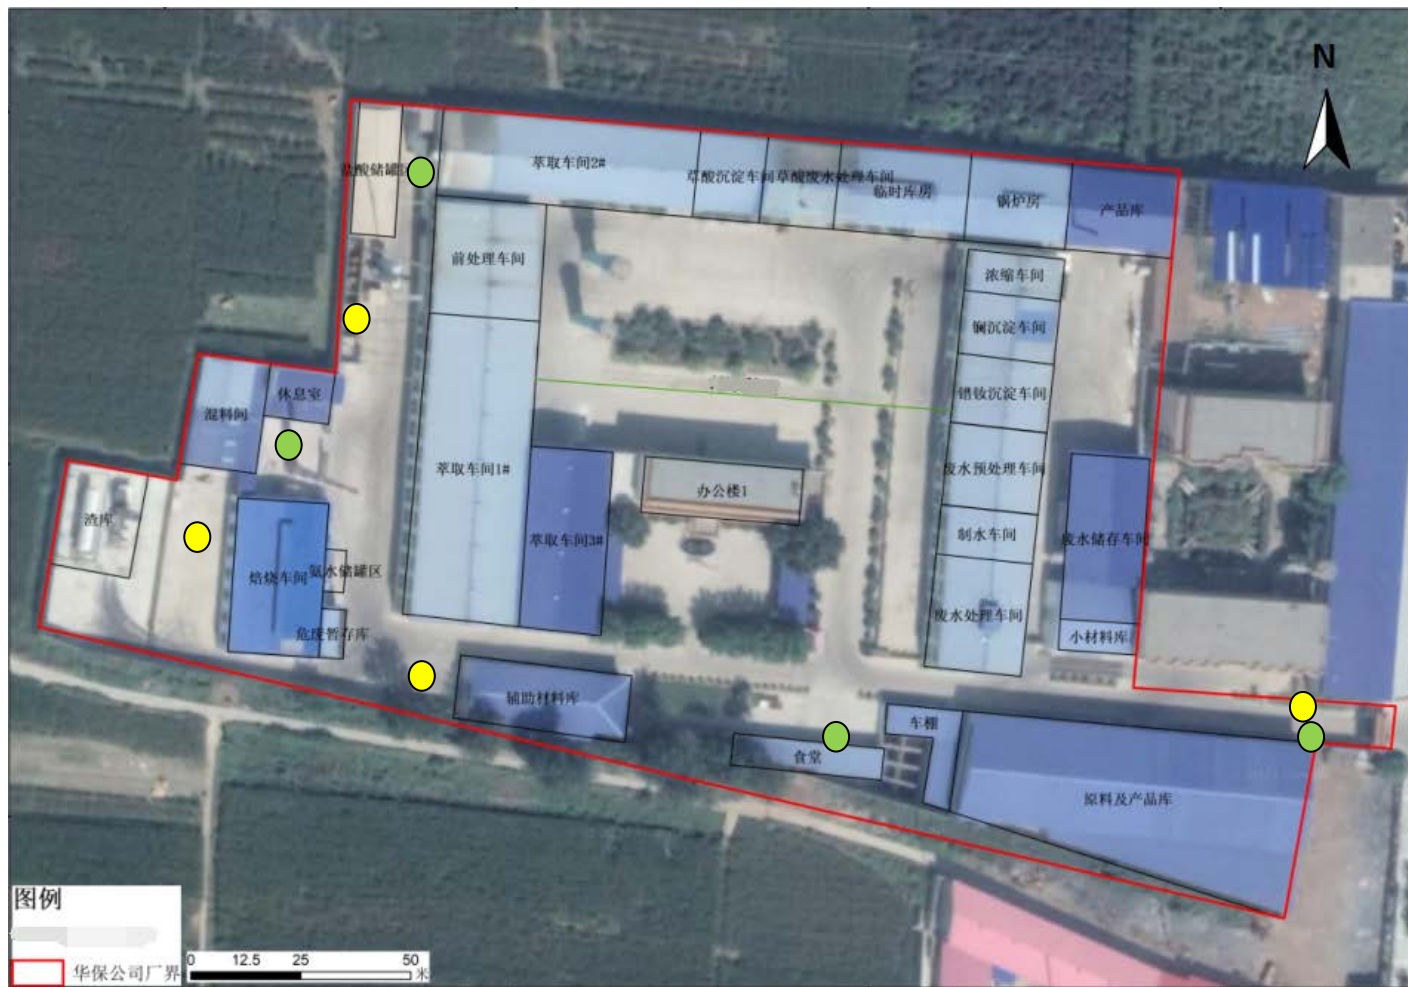 N
盐酸储罐区
萃取车间2#
草酸沉淀车间
草酸废水处理车间
临时库房
锅炉房
产品库
前处理车间
浓缩车间
镧沉淀车间
休息室
混料间
镨钕沉淀车间
萃取车间1#
办公楼1
废水预处理车间
渣库
萃取车间3#
制水车间
废水储存车间
焙烧车间
氨水储罐区
危废暂存库
废水处理车间
小材料库
辅助材料库
车棚
食堂
原料及产品库
图例
华保公司厂界
0 12.5 25 50
米